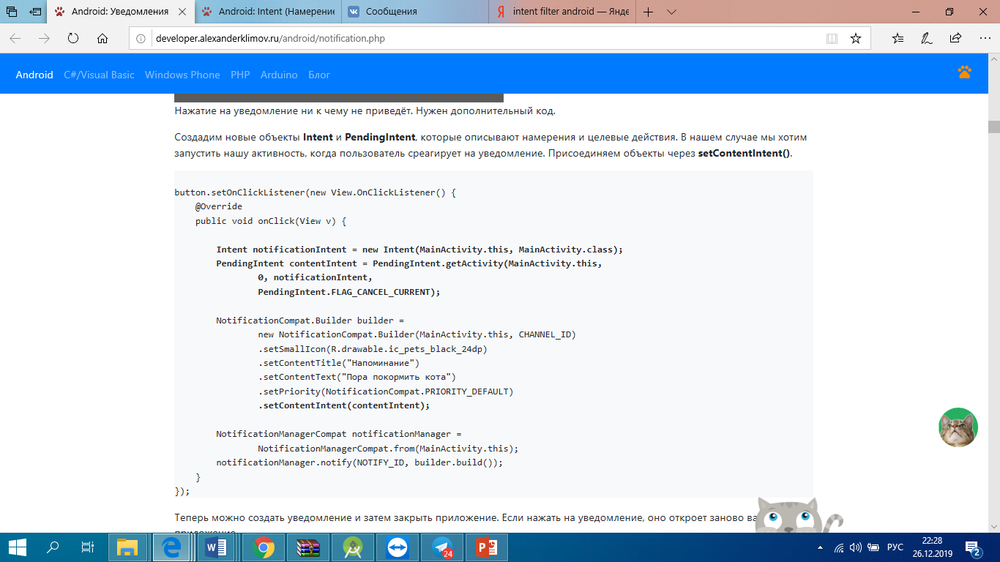 Android: Уведомления
Android: Intent (Намерение
Сообщения
intent filter android — Янде
developer.alexanderklimov.ru/android/notification.php
Android C#/Visual Basic Windows Phone PHP Arduino Блог
Нажатие на уведомление ни к чему не приведёт. Нужен дополнительный код.
Создадим новые объекты Intent и PendingIntent, которые описывают намерения и целевые действия. В нашем случае мы хотим
запустить нашу активность, когда пользователь среагирует на уведомление. Присоединяем объекты через setContentIntent().
button.setOnClickListener(new View.OnClickListener() {
@Override
public void onClick(View v) {
Intent notificationIntent = new Intent(MainActivity.this, MainActivity.class);
PendingIntent contentIntent = PendingIntent.getActivity(MainActivity.this,
0, notificationIntent,
PendingIntent.FLAG_CANCEL_CURRENT);
NotificationCompat.Builder builder =
new NotificationCompat.Builder(MainActivity.this, CHANNEL_ID)
.setSmallIcon(R.drawable.ic_pets_black_24dp)
.setContentTitle("Напоминание")
.setContentText("Пора покормить кота")
.setPriority(NotificationCompat.PRIORITY_DEFAULT)
.setContentIntent(contentIntent);
NotificationManagerCompat notificationManager =
NotificationManagerCompat.from(MainActivity.this);
notificationManager.notify(NOTIFY_ID, builder.build());
}
});
Теперь можно создать уведомление и затем закрыть приложение. Если нажать на уведомление, оно откроет заново ва
приложение
24
РУС
22:28
26.12.2019
2